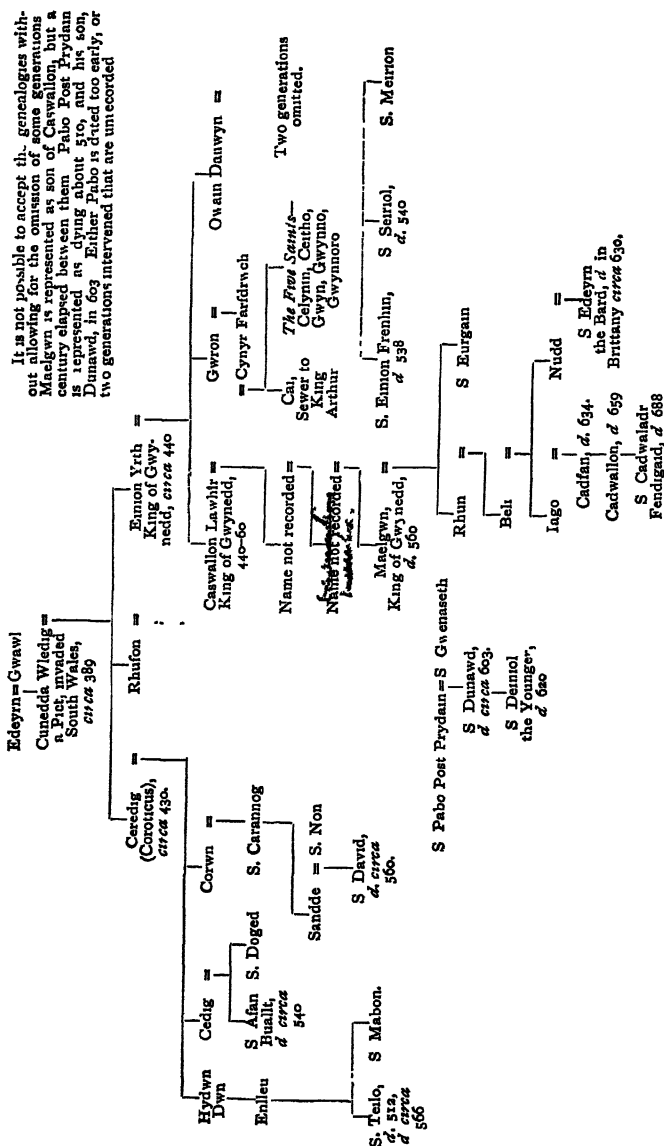 It is not possible to accept the genealogies with-
out allowing for the omission of some generations
Maelgwn is represented as son of Caswallon, but a
century elapsed between them Pabo Post Prydain
is represented as dying about 510, and his son,
Dunawd, in 603 Either Pabo is dated too early, or
two generations intervened that are unrecorded
Edeyrn=Gwawl
Cunedda Wledig =
a Pict, invaded
South Wales,
circa 389
Ceredig =
(Coroticus),
circa 430.
Rhufon =
Einion Yrth =
King of Gwy-
nedd, circa 440
Hydwn
Dwn
Cedig =
Corwn =
Caswallon Lawhir =
King of Gwynedd,
440-60
Gwron =
Owain Danwyn =
Enlleu
S Afan
Buallt,
d circa
540
S. Doged
S. Carannog
Name not recorded =
= Cynyr Farfdrwch
Two generations
omitted.
Sandde = S. Non
Name not recorded =
Cai,
Sewer to
King
Arthur
The Five Saints—
Celynin, Ceitho,
Gwyn, Gwynno,
Gwynnoro
S. Teilo,
d. 512,
d circa
566
S Mabon.
S David,
d. circa
560.
Maelgwn, =
King of Gwynedd,
d. 560
S. Einion Frenhin,
d 538
S Seiriol,
d. 540
S. Meirion
Rhun =
S Eurgain
Beli =
Iago =
Nudd =
Cadfan, d. 634.
Cadwallon, d 659
S Cadwaladr
Fendigaid, d 688
S Edeyrn
the Bard, d in
Brittany circa 630.
S Pabo Post Prydain = S Gwenaseth
S Dunawd,
d circa 603.
S Deiniol
the Younger,
d 620